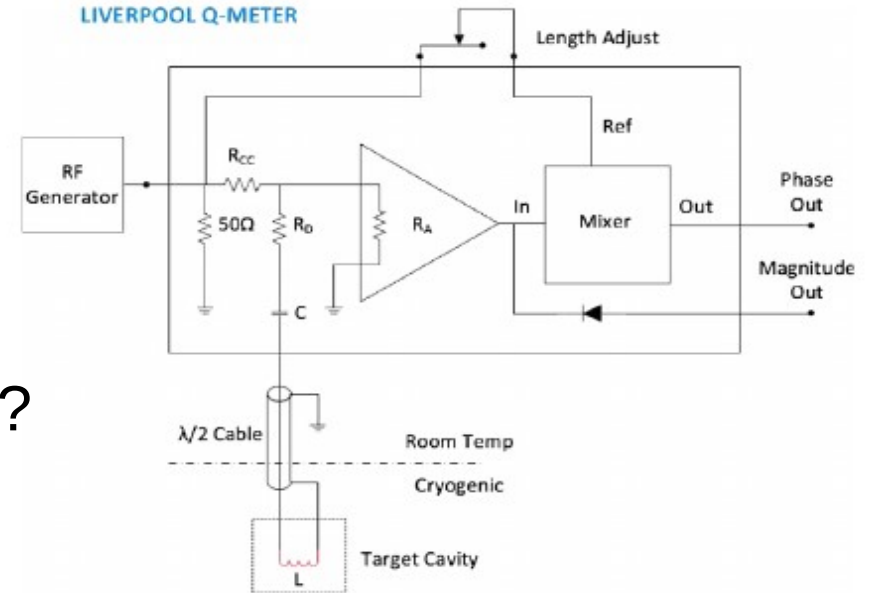 LIVERPOOL Q-METER
Length Adjust
Ref
RF
Generator
RCC
50Ω
RD
RA
In
Mixer
Out
Phase
Out
Magnitude
Out
C
?
λ/2 Cable
Room Temp
Cryogenic
Target Cavity
L